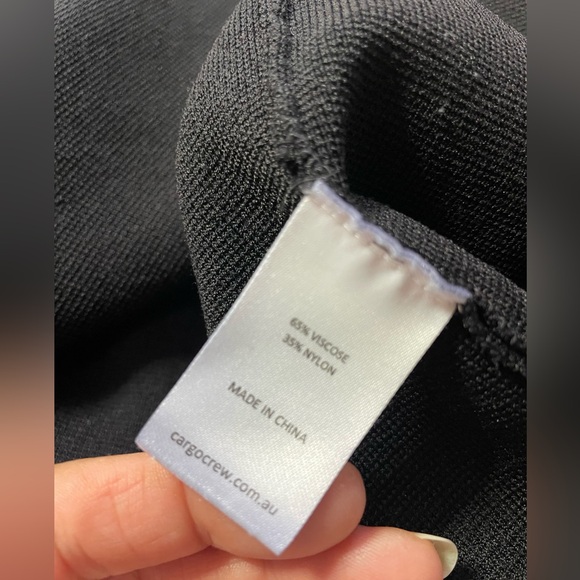 65% VISCOSE
35% NYLON
MADE IN CHINA
cargocrew.com.au